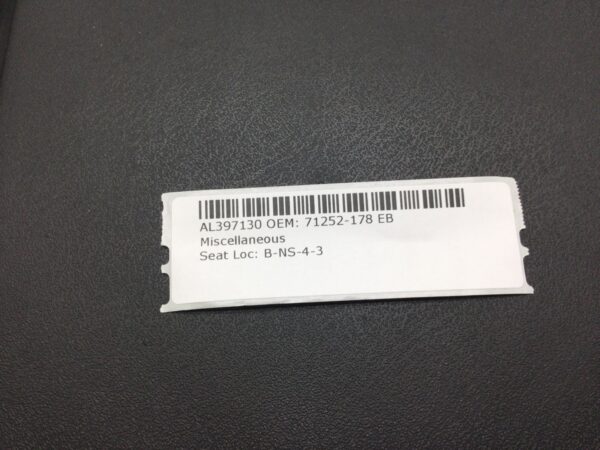 AL397130 OEM: 71252-178 EB
Miscellaneous
Seat Loc: B-NS-4-3